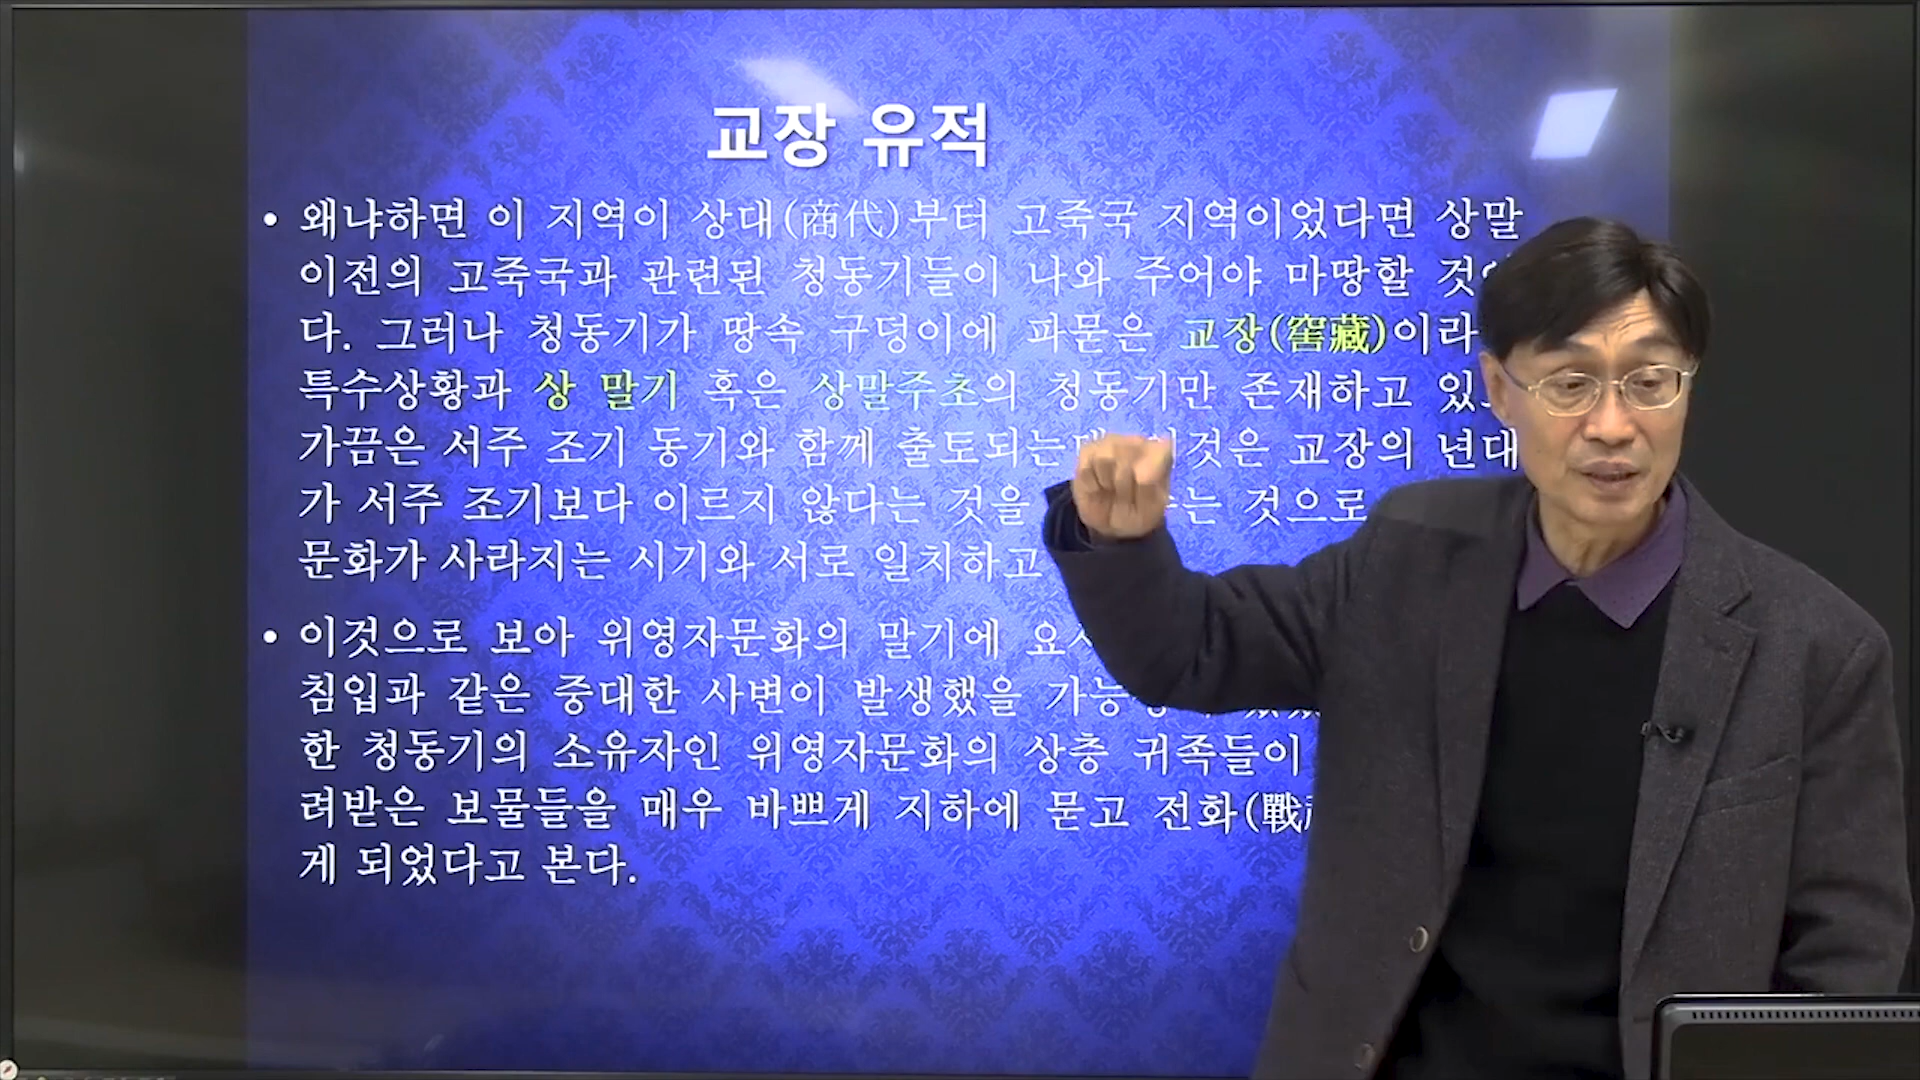 교장 유적
• 왜냐하면 이 지역이 상대(商代)부터 고죽국 지역이었다면 상말
이전의 고죽국과 관련된 청동기들이 나와 주어야 마땅할
다. 그러나 청동기가 땅속 구덩이에 파묻은 교장(窖藏)이라
특수상황과 상 말기 혹은 상말주초의 청동기만 존재하고
가끔은 서주 조기 동기와 함께 출토되는데 이것은 교장의 년대
가 서주 조기보다 이르지 않다는 것을 것으로
문화가 사라지는 시기와 서로 일치하고
• 이것으로 보아 위영자문화의 말기에
침입과 같은 중대한 사변이 발생했을
한 청동기의 소유자인 위영자문화의 상층 귀족들이
려받은 보물들을 매우 바쁘게 지하에 묻고
게 되었다고 본다.